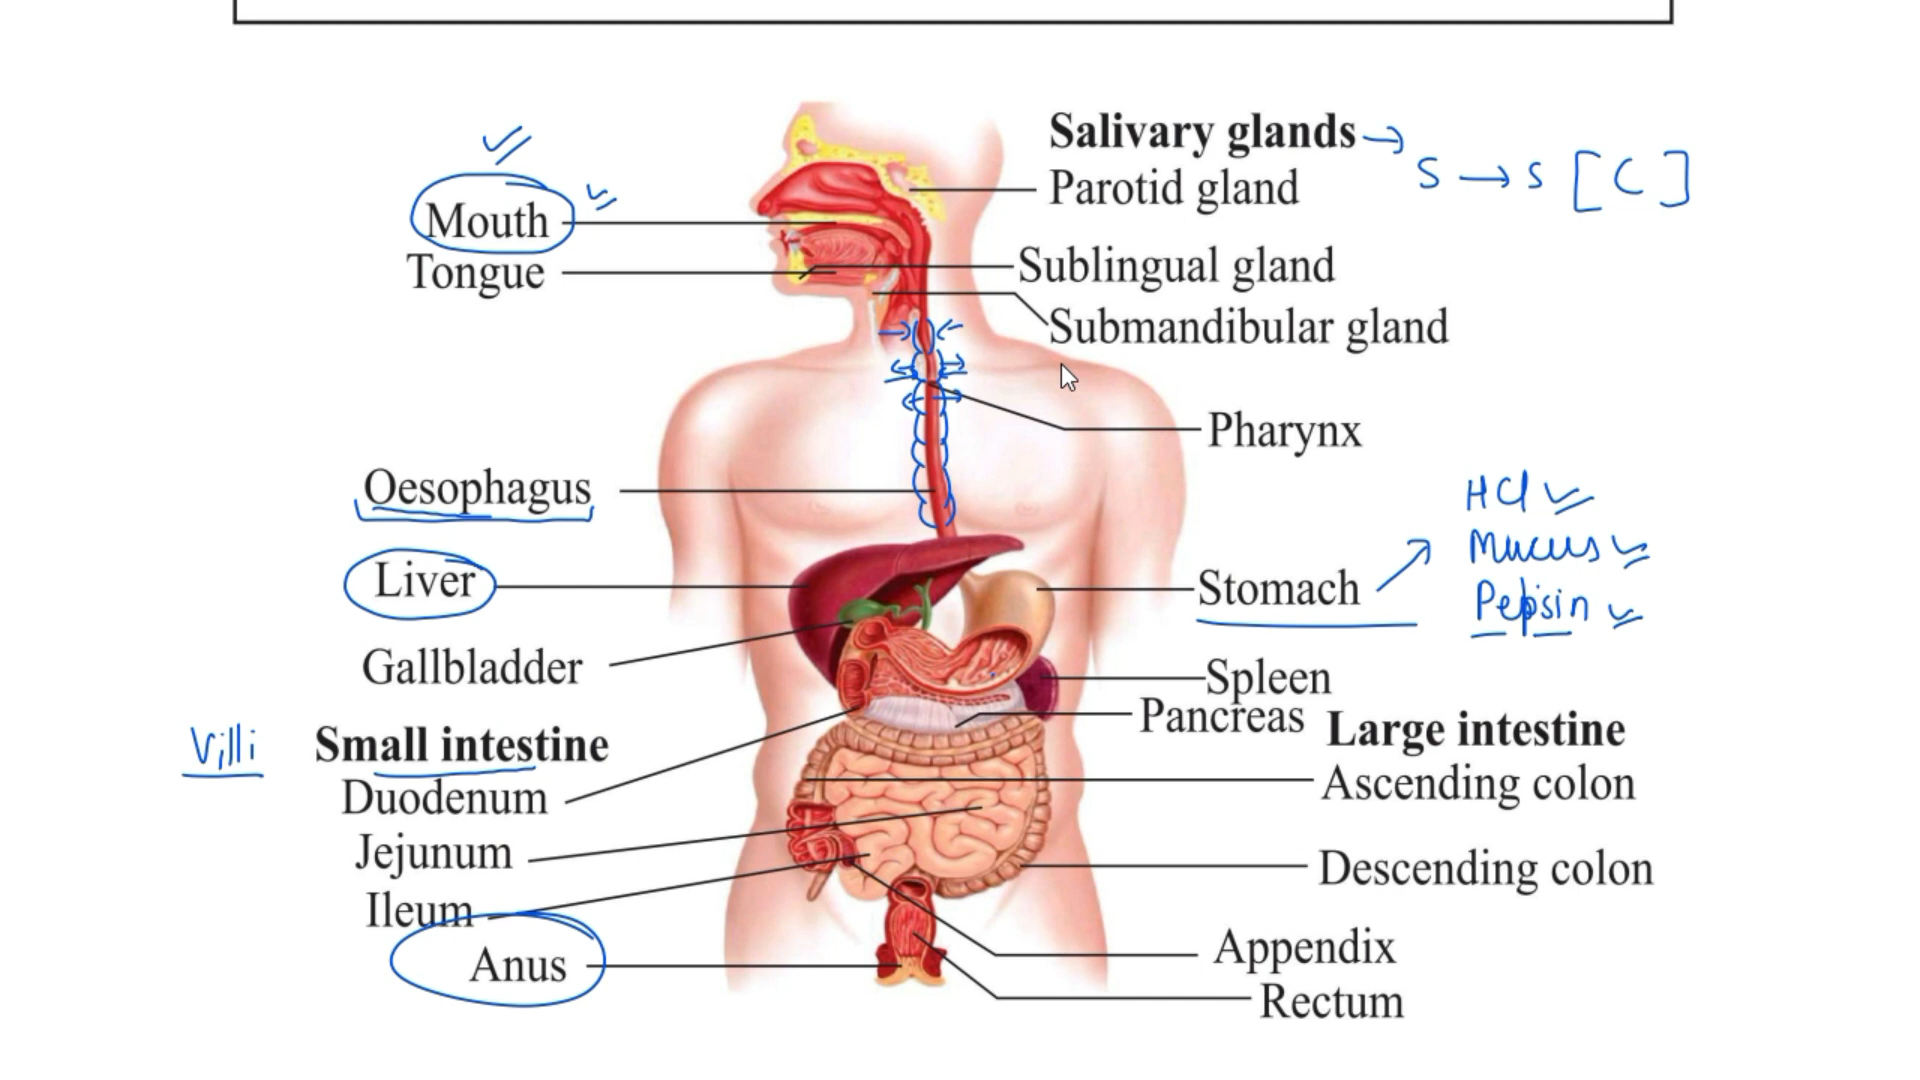 Salivary glands →
S → S [C]
Mouth
Parotid gland
Tongue
Sublingual gland
Submandibular gland
Pharynx
Oesophagus
HCl
Mucus
Pepsin
Liver
Stomach
Gallbladder
Spleen
Pancreas
Villi
Small intestine
Large intestine
Duodenum
Ascending colon
Jejunum
Descending colon
Ileum
Appendix
Anus
Rectum